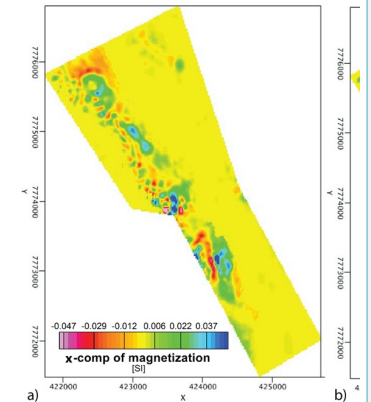 7776000
7775000
7774000
Y
7773000
7772000
-0.047 -0.029 -0.012 0.006 0.022 0.037
x-comp of magnetization
[SI]
422000 423000 424000 425000
X
a)
7776000
7775000
7774000
Y
7773000
7772000
4
b)